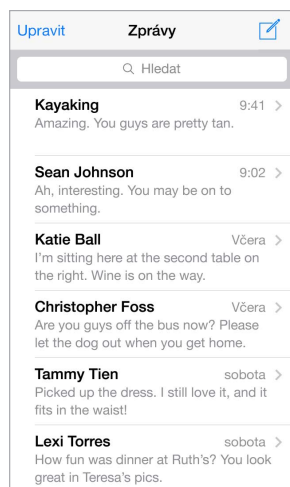 Upravit Zprávy
Hledat
Kayaking 9:41
Amazing. You guys are pretty tan.
Sean Johnson 9:02
Ah, interesting. You may be on to
something.
Katie Ball Včera
I'm sitting here at the second table on
the right. Wine is on the way.
Christopher Foss Včera
Are you guys off the bus now? Please
let the dog out when you get home.
Tammy Tien sobota
Picked up the dress. I still love it, and it
fits in the waist!
Lexi Torres sobota
How fun was dinner at Ruth's? You look
great in Teresa's pics.